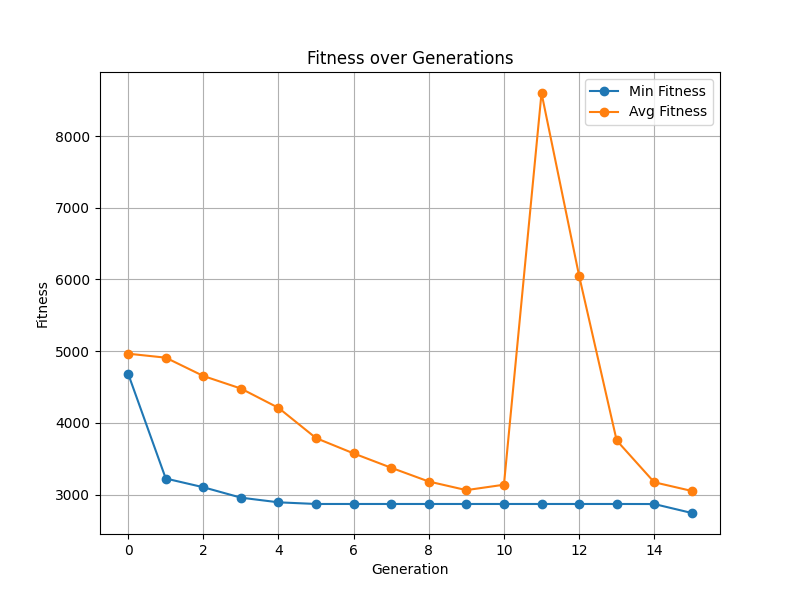 Fitness over Generations
Min Fitness
Avg Fitness
8000
7000
6000
5000
4000
3000
Fitness
0 2 4 6 8 10 12 14
Generation